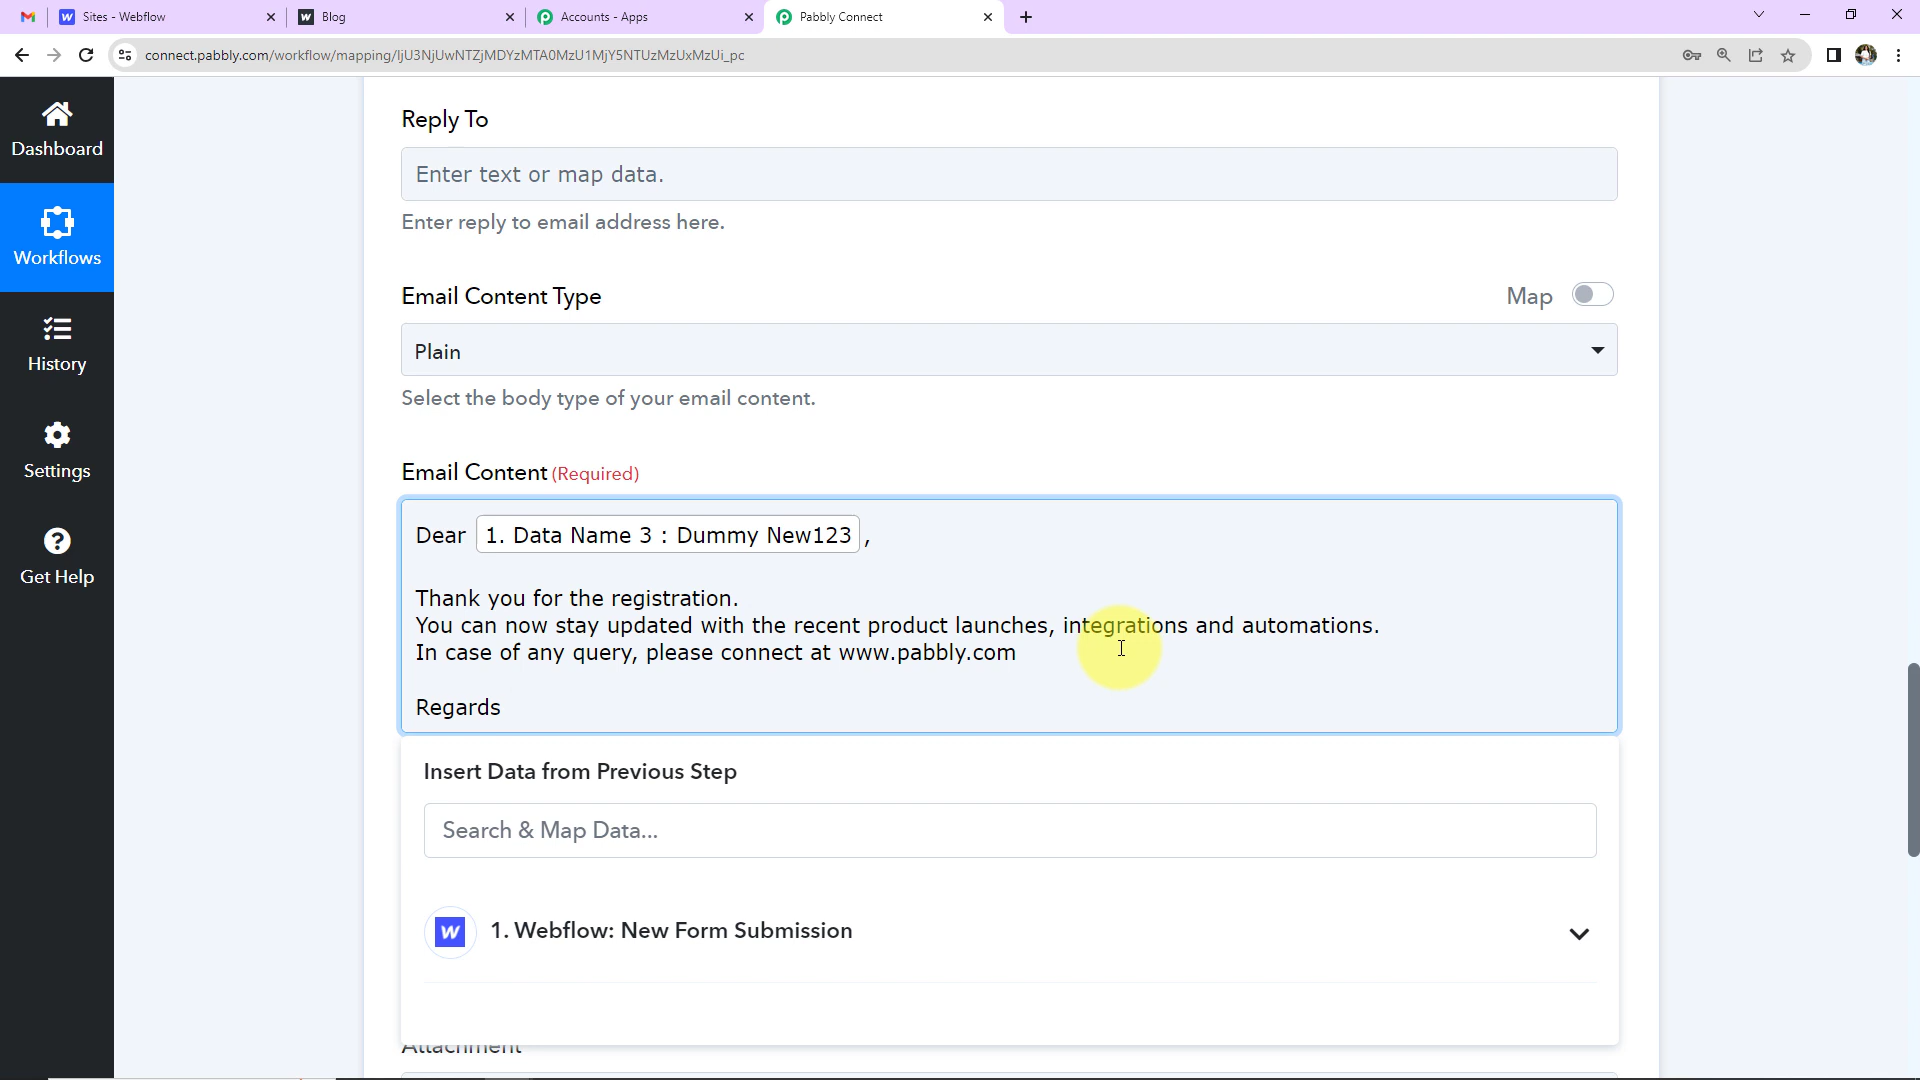 Sites - Webflow
Blog
Accounts - Apps
Pabbly Connect
connect.pabbly.com/workflow/mapping/IjU3NjUwNTZjMDYzMTA0MzU1MjY5NTUzMzUxMzUi_pc
Dashboard
Workflows
History
Settings
Get Help
Reply To
Enter text or map data.
Enter reply to email address here.
Email Content Type
Map
Plain
Select the body type of your email content.
Email Content (Required)
Dear 1. Data Name 3 : Dummy New123 ,
Thank you for the registration.
You can now stay updated with the recent product launches, integrations and automations.
In case of any query, please connect at www.pabbly.com
Regards
Insert Data from Previous Step
Search & Map Data...
W 1. Webflow: New Form Submission
Attachment